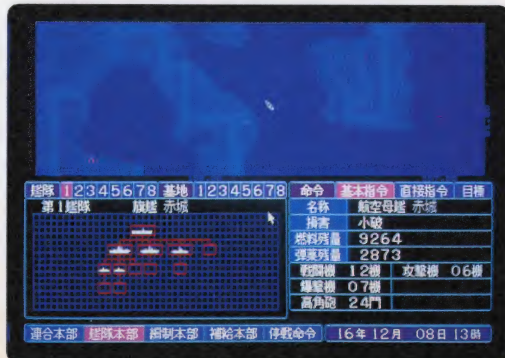 艦隊 1 2 3 4 5 6 7 8 基地 1 2 3 4 5 6 7 8
第1艦隊 旗艦 赤城
命令 基本指令 直接指令 目標
名称 航空母艦 赤城
損害 小破
燃料残量 9264
弾薬残量 2873
戦闘機 12機 攻撃機 06機
爆撃機 07機
高角砲 24門
連合本部 艦隊本部 編制本部 補給本部 停戦命令 16年12月 08日13時